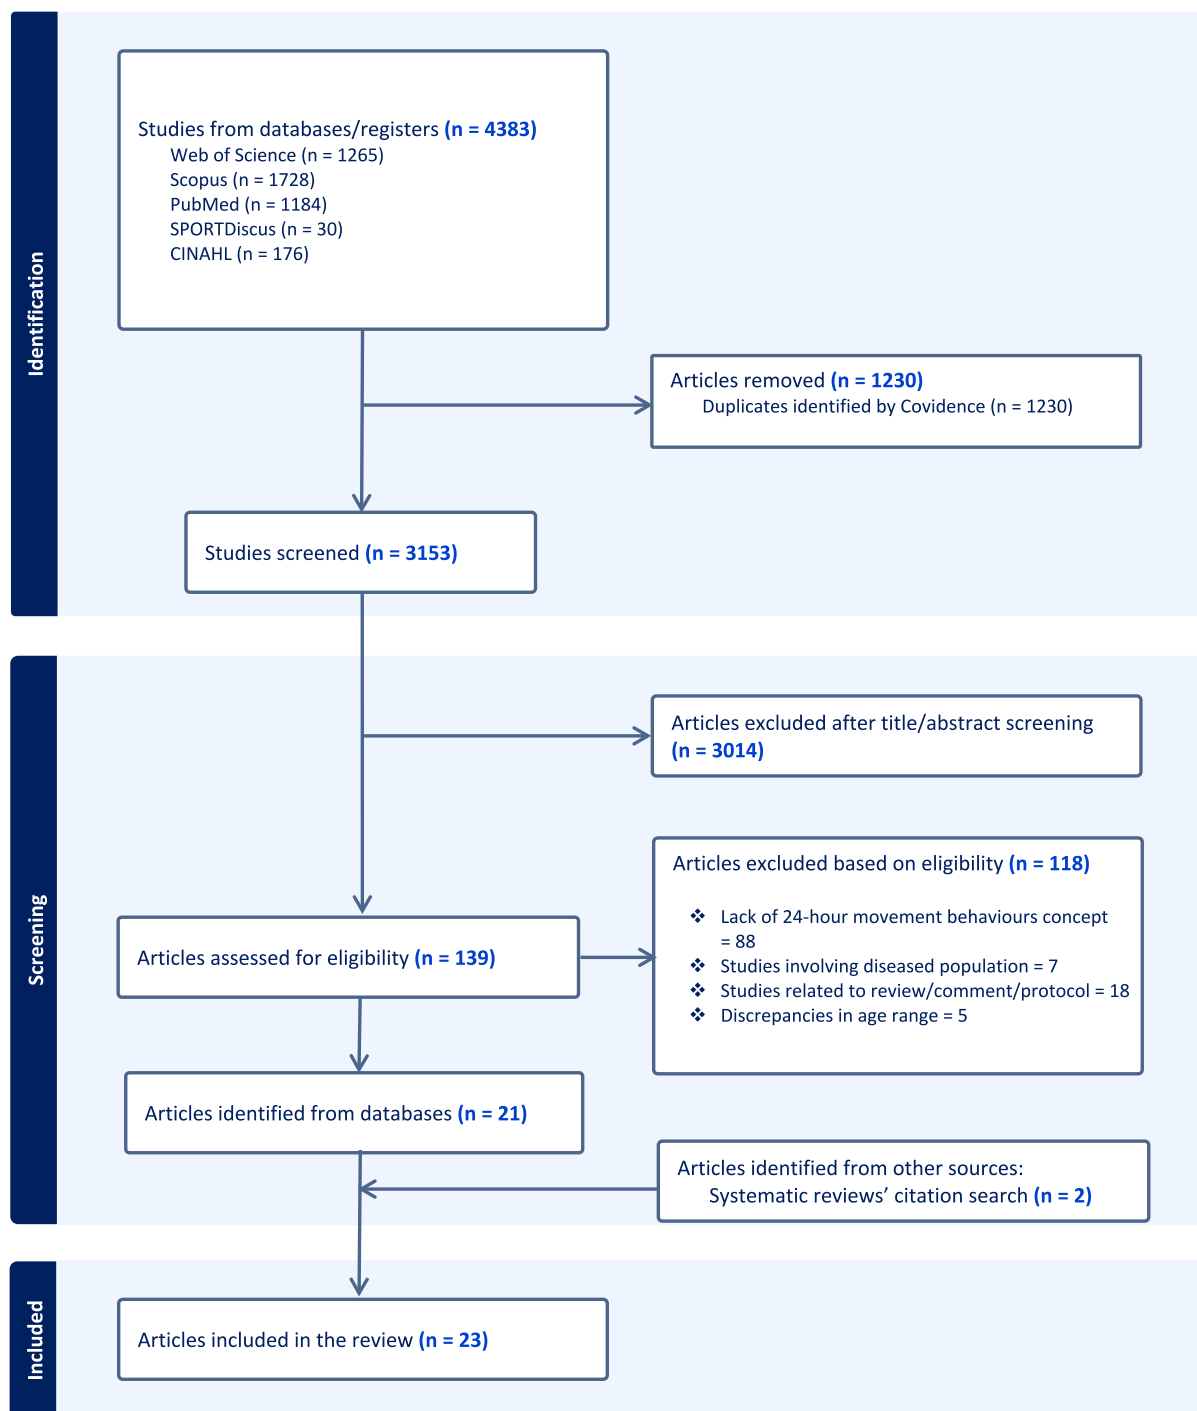 Identification
Studies from databases/registers (n = 4383)
Web of Science (n = 1265)
Scopus (n = 1728)
PubMed (n = 1184)
SPORTDiscus (n = 30)
CINAHL (n = 176)
Articles removed (n = 1230)
Duplicates identified by Covidence (n = 1230)
Studies screened (n = 3153)
Screening
Articles excluded after title/abstract screening
(n = 3014)
Articles assessed for eligibility (n = 139)
Articles excluded based on eligibility (n = 118)
❖ Lack of 24-hour movement behaviours concept
= 88
❖ Studies involving diseased population = 7
❖ Studies related to review/comment/protocol = 18
❖ Discrepancies in age range = 5
Articles identified from databases (n = 21)
Articles identified from other sources:
Systematic reviews’ citation search (n = 2)
Included
Articles included in the review (n = 23)